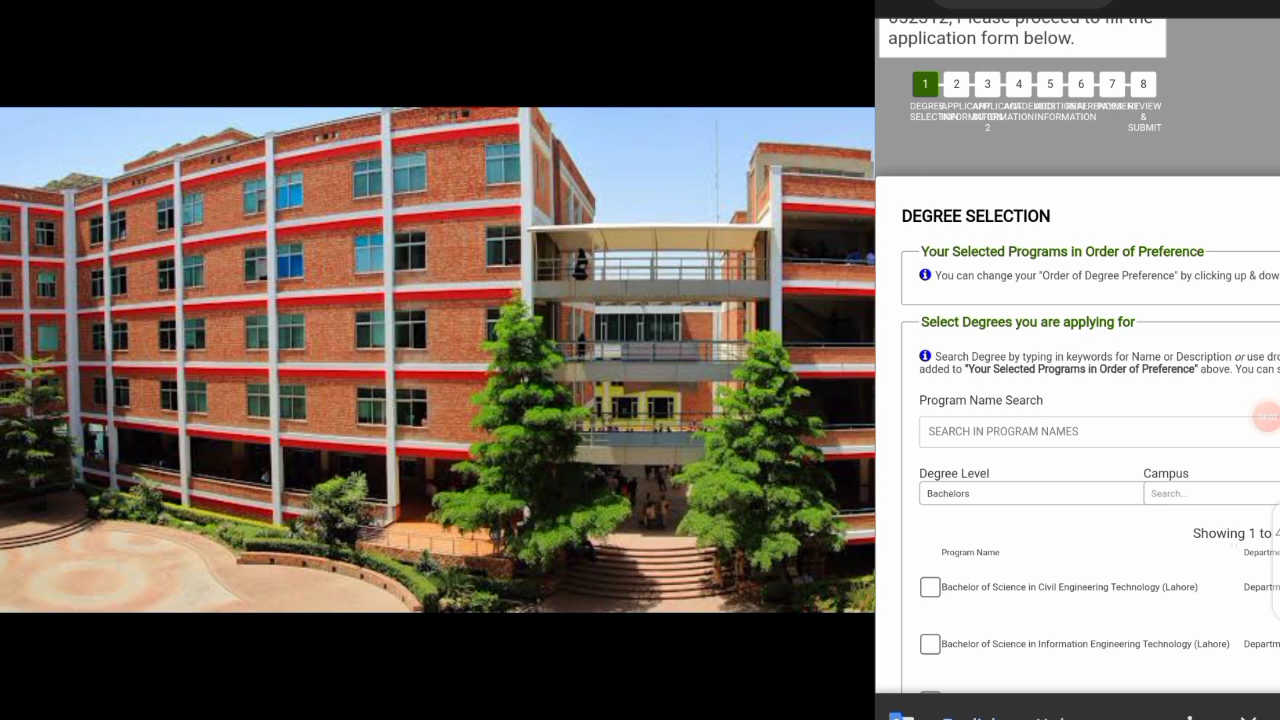 application form below.
1 2 3 4 5 6 7 8
REVIEW
&
2
SUBMIT
DEGREE SELECTION
Your Selected Programs in Order of Preference
You can change your "Order of Degree Preference" by clicking up &
Select Degrees you are applying for
Search Degree by typing in keywords for Name or Description or use
added to "Your Selected Programs in Order of Preference" above. You can
Program Name Search
SEARCH IN PROGRAM NAMES
Degree Level Campus
Bachelors Search...
Showing 1 to
Program Name
Bachelor of Science in Civil Engineering Technology (Lahore)
Bachelor of Science in Information Engineering Technology (Lahore)